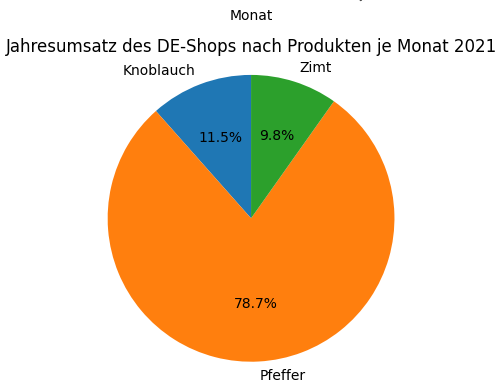 Monat
Jahresumsatz des DE-Shops nach Produkten je Monat 2021
Knoblauch
Zimt
11.5%
9.8%
78.7%
Pfeffer